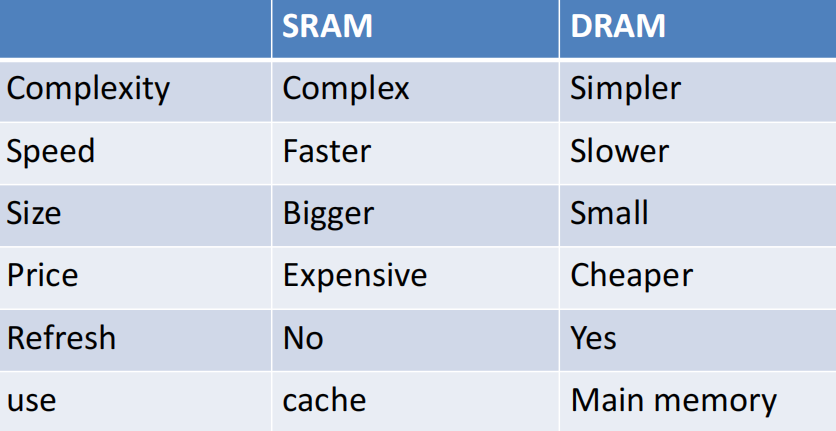 SRAM DRAM
Complexity Complex Simpler
Speed Faster Slower
Size Bigger Small
Price Expensive Cheaper
Refresh No Yes
use cache Main memory